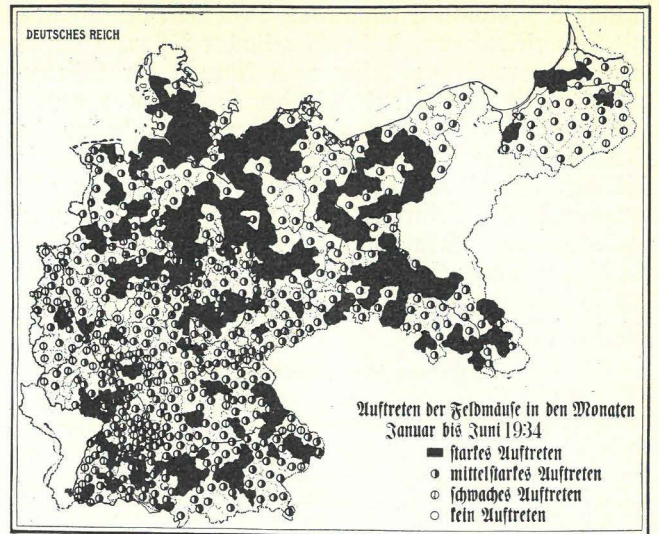 DEUTSCHES REICH
Auftreten der Feldmäuse in den Monaten
Januar bis Juni 1934
starkes Auftreten
mittelstarkes Auftreten
schwaches Auftreten
kein Auftreten